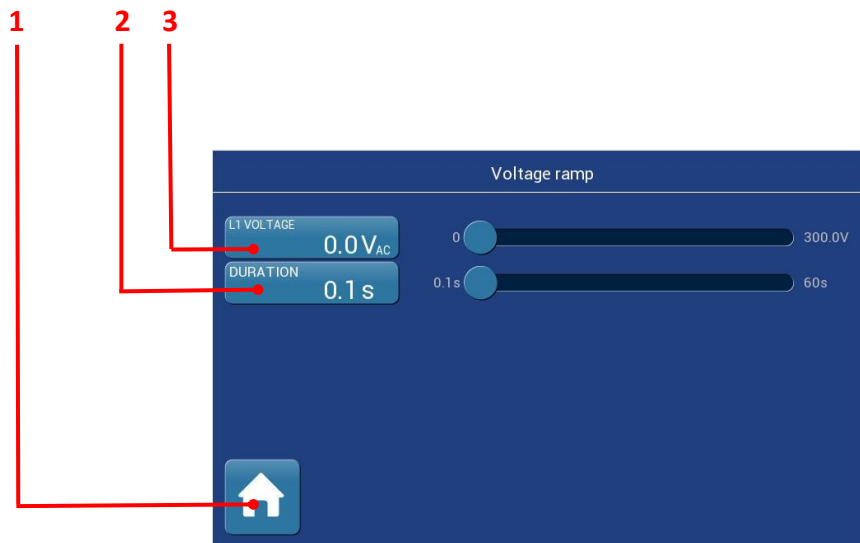 1 2 3
Voltage ramp
L1 VOLTAGE
0.0 VAC
0 300.0V
DURATION
0.1 s
0.1s 60s